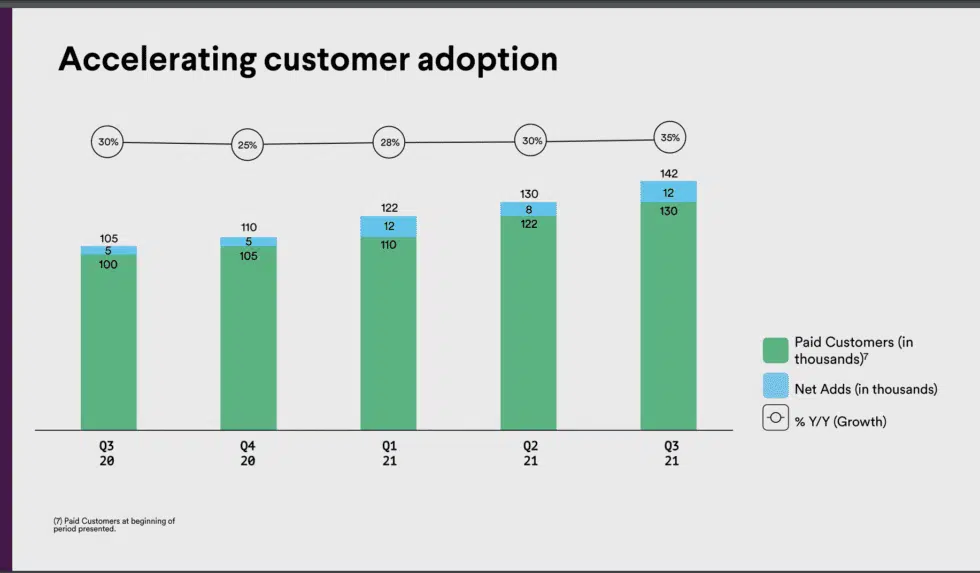 Accelerating customer adoption
30%
25%
28%
30%
35%
105
5
100
110
5
105
122
12
110
130
8
122
142
12
130
Paid Customers (in
thousands)7
Net Adds (in thousands)
% Y/Y (Growth)
Q3
20
Q4
20
Q1
21
Q2
21
Q3
21
(7) Paid Customers at beginning of
period presented.